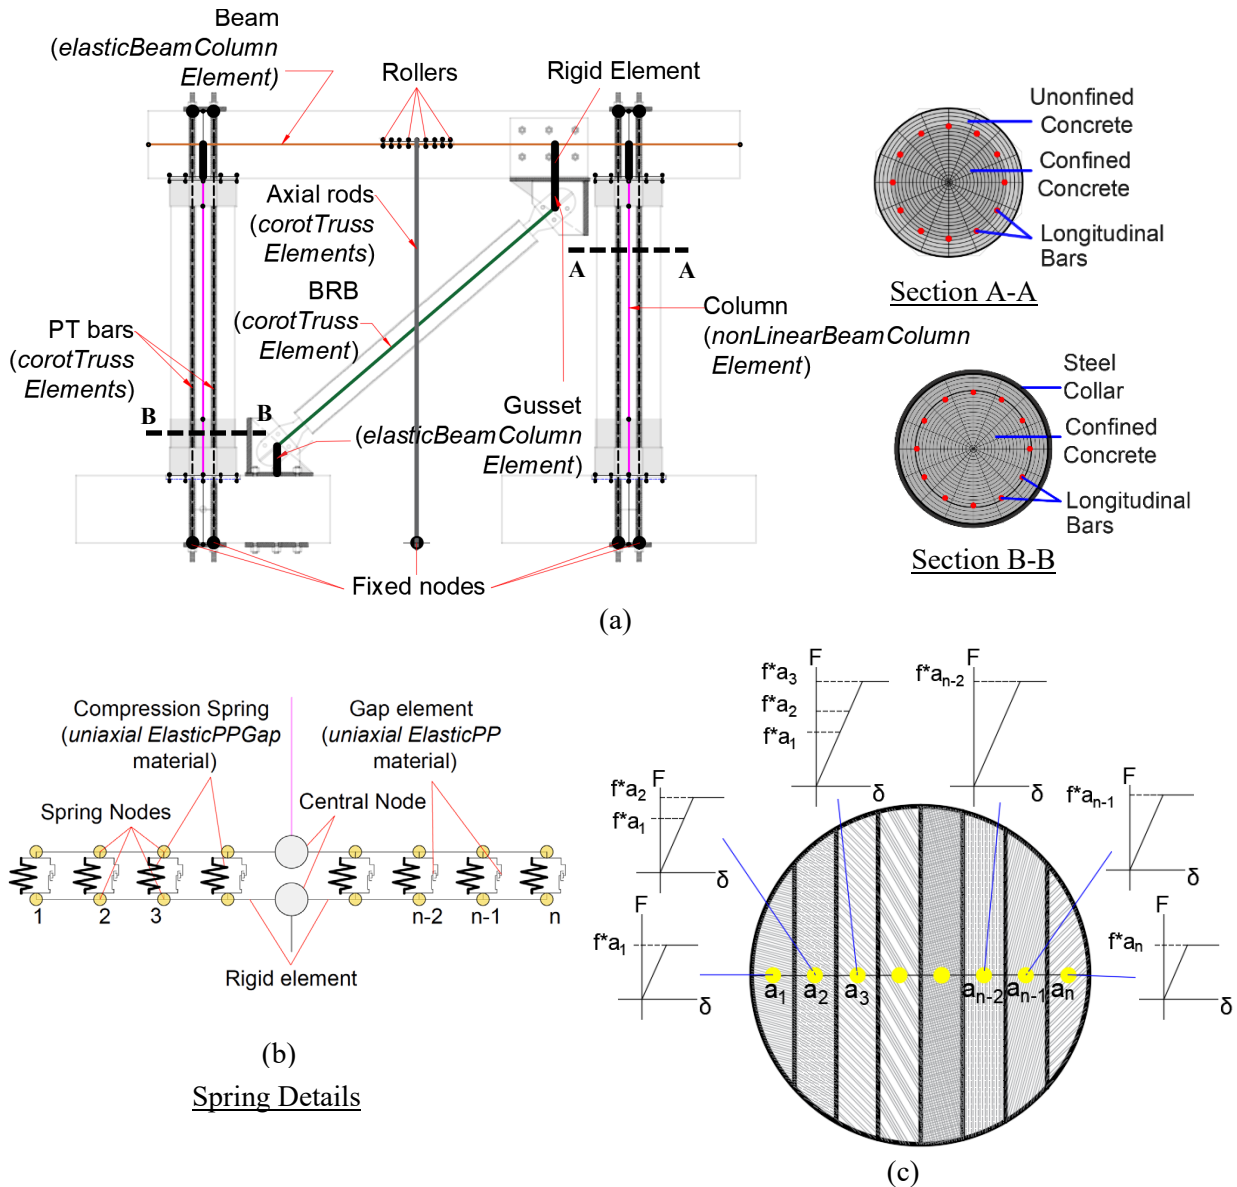 Beam
(elasticBeamColumn
Element)
Rollers
Rigid Element
Axial rods
(corotTruss
Elements)
BRB
(corotTruss
Element)
PT bars
(corotTruss
Elements)
A
A
B
B
Column
(nonLinearBeamColumn
Element)
Gusset
(elasticBeamColumn
Element)
Fixed nodes
Unonfined
Concrete
Confined
Concrete
Longitudinal
Bars
Section A-A
Steel
Collar
Confined
Concrete
Longitudinal
Bars
Section B-B
(a)
Compression Spring
(uniaxial ElasticPPGap
material)
Gap element
(uniaxial ElasticPP
material)
Spring Nodes
Central Node
1
2
3
n-2
n-1
n
Rigid element
(b)
Spring Details
F
f*a3
f*a2
f*a1
δ
F
f*an-2
δ
F
f*a2
f*a1
δ
F
f*an-1
δ
F
f*a1
δ
F
f*an
δ
a1
a2
a3
an-2
an-1
an
(c)